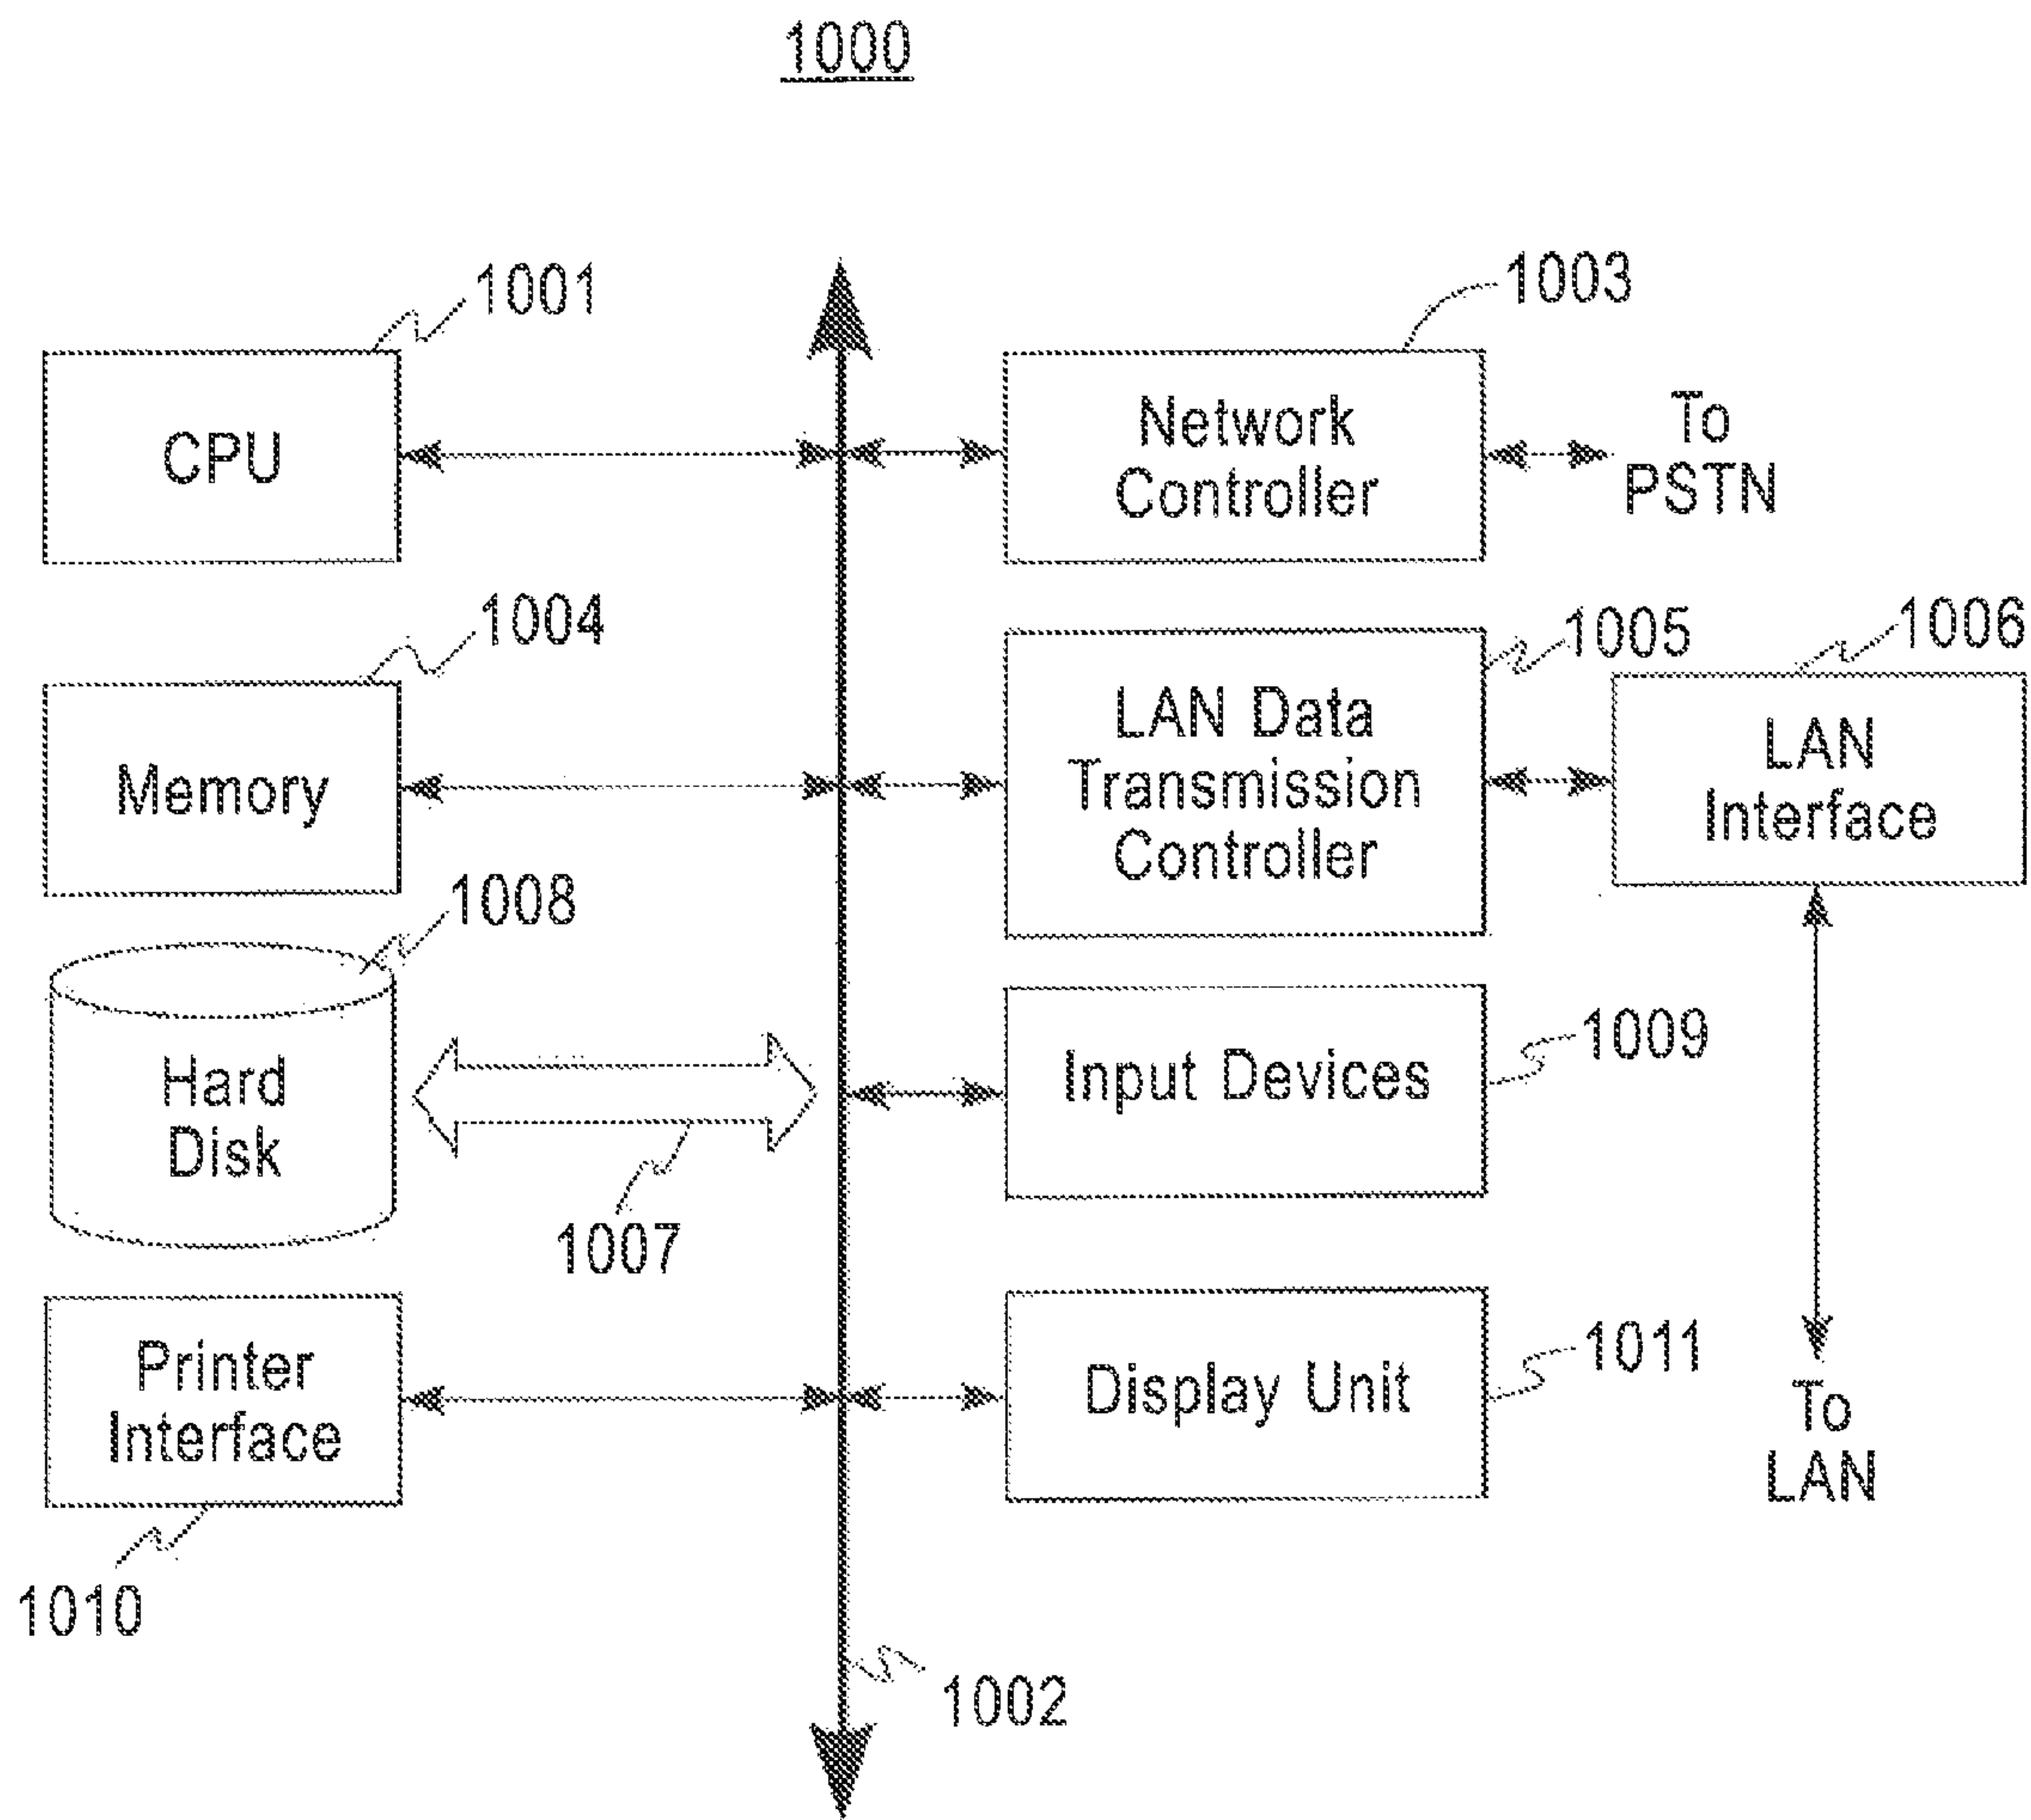 1000
1001
CPU
1003
Network
Controller
To
PSTN
1004
Memory
1005
LAN Data
Transmission
Controller
1006
LAN
Interface
1008
Hard
Disk
1007
Input Devices
1009
Printer
Interface
1010
Display Unit
1011
To
LAN
1002